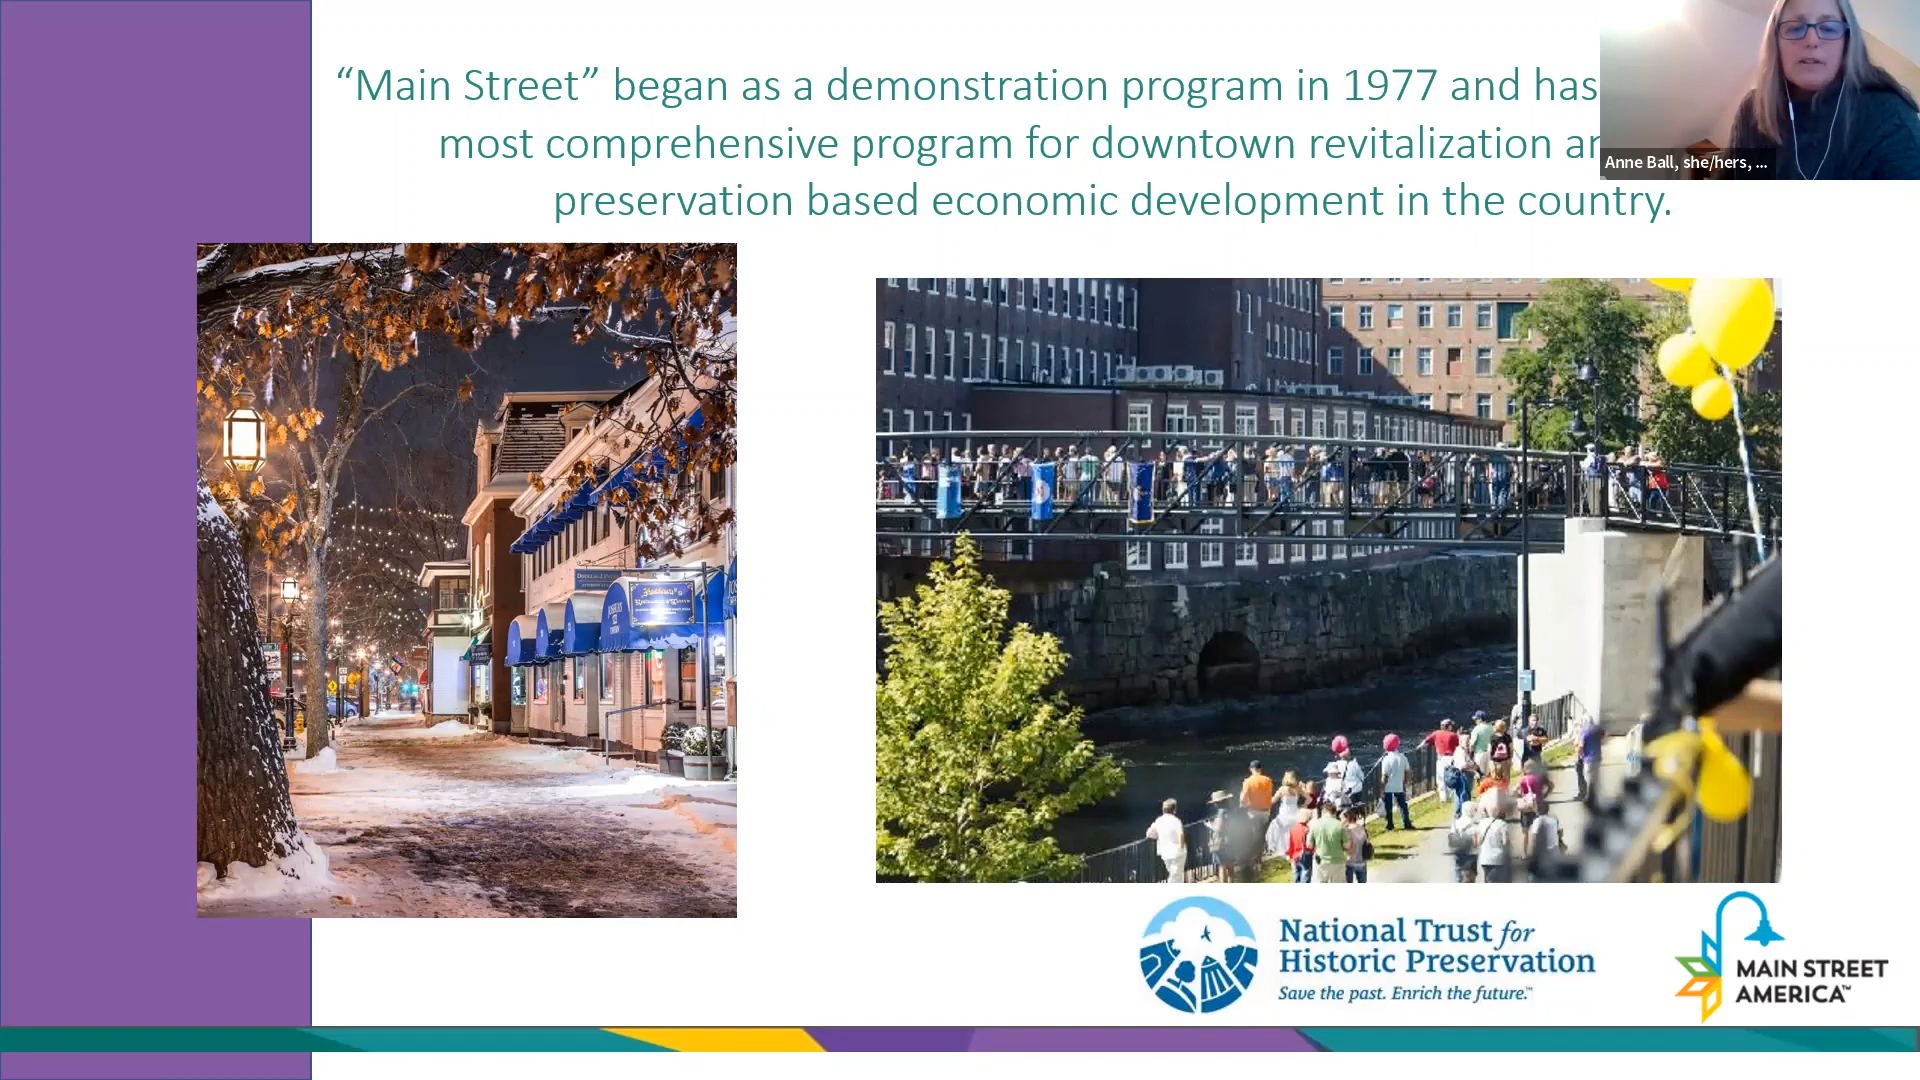 “Main Street” began as a demonstration program in 1977 and has
most comprehensive program for downtown revitalization
preservation based economic development in the country.
Anne Ball, she/hers, ...
National Trust for
Historic Preservation
Save the past. Enrich the future.™
MAIN STREET
AMERICA™